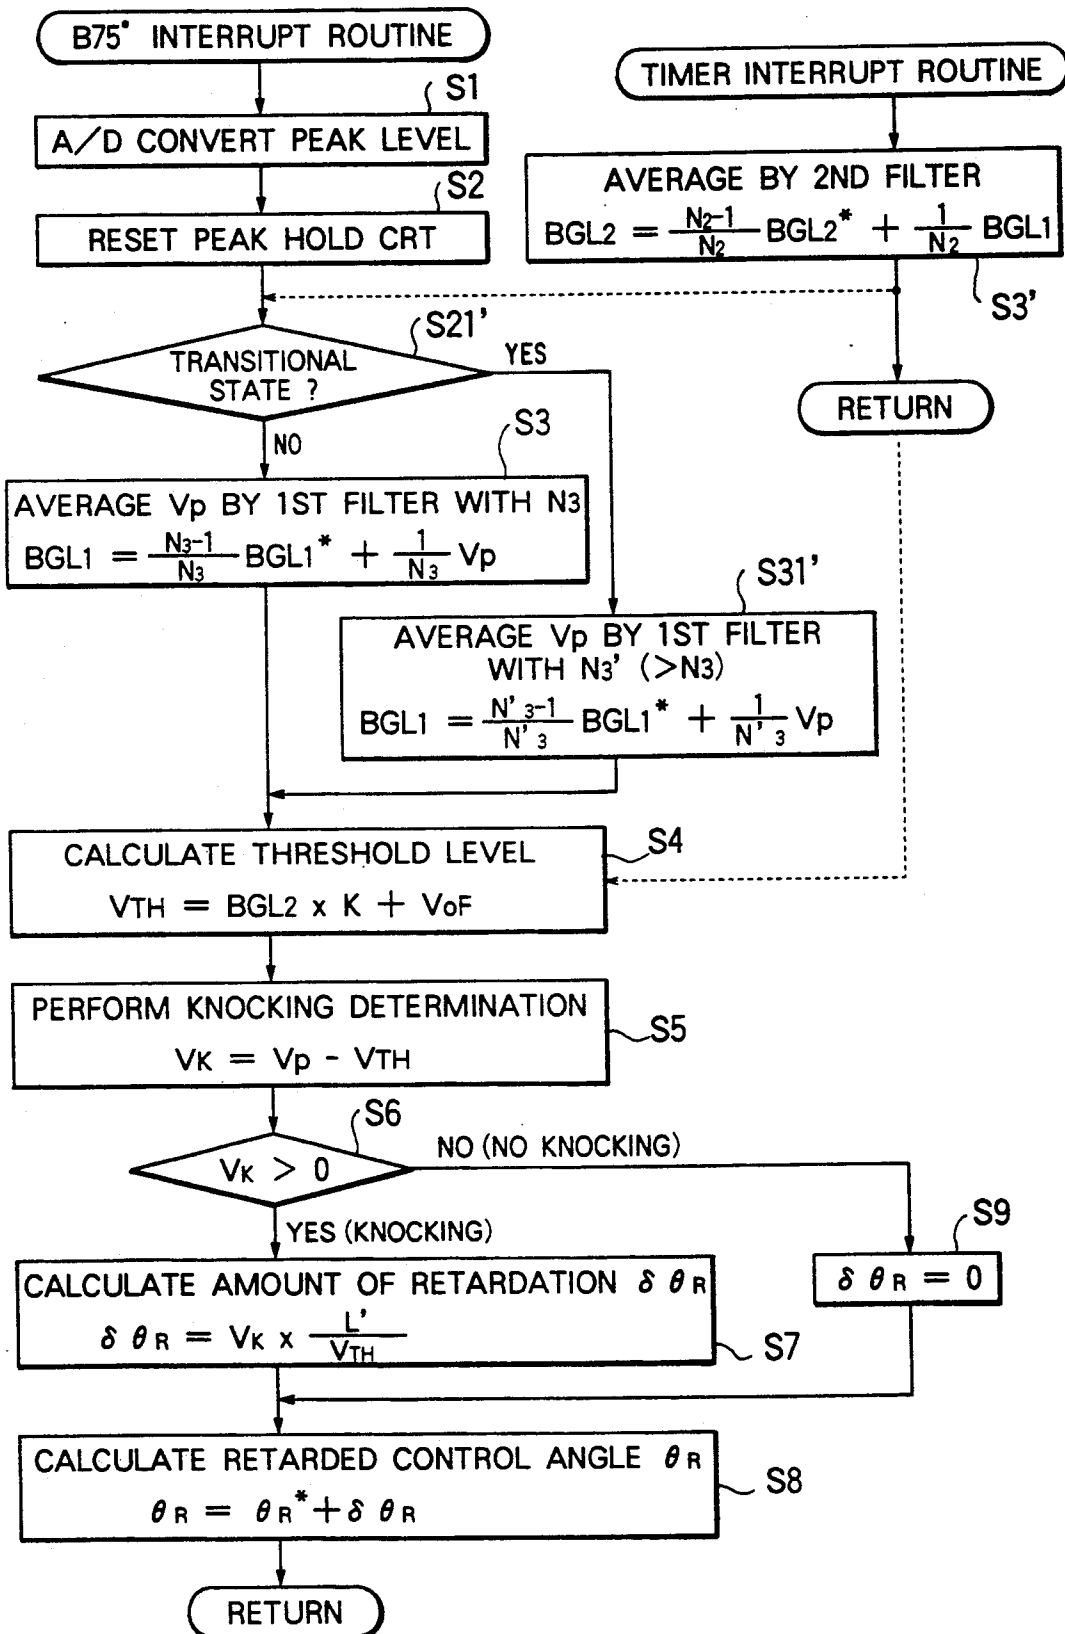 B75° INTERRUPT ROUTINE
S1
A/D CONVERT PEAK LEVEL
S2
RESET PEAK HOLD CRT
TIMER INTERRUPT ROUTINE
AVERAGE BY 2ND FILTER
BGL2 = N2-1/N2 BGL2* + 1/N2 BGL1
S3'
RETURN
S21'
TRANSITIONAL
STATE ?
YES
NO
S3
AVERAGE Vp BY 1ST FILTER WITH N3
BGL1 = N3-1/N3 BGL1* + 1/N3 Vp
S31'
AVERAGE Vp BY 1ST FILTER
WITH N3' (>N3)
BGL1 = N'3-1/N'3 BGL1* + 1/N'3 Vp
S4
CALCULATE THRESHOLD LEVEL
VTH = BGL2 x K + VoF
PERFORM KNOCKING DETERMINATION
S5
VK = Vp - VTH
S6
VK > 0
NO (NO KNOCKING)
YES (KNOCKING)
S9
δ θR = 0
CALCULATE AMOUNT OF RETARDATION δ θR
δ θR = VK x L'/VTH
S7
CALCULATE RETARDED CONTROL ANGLE θR
S8
θR = θR* + δ θR
RETURN